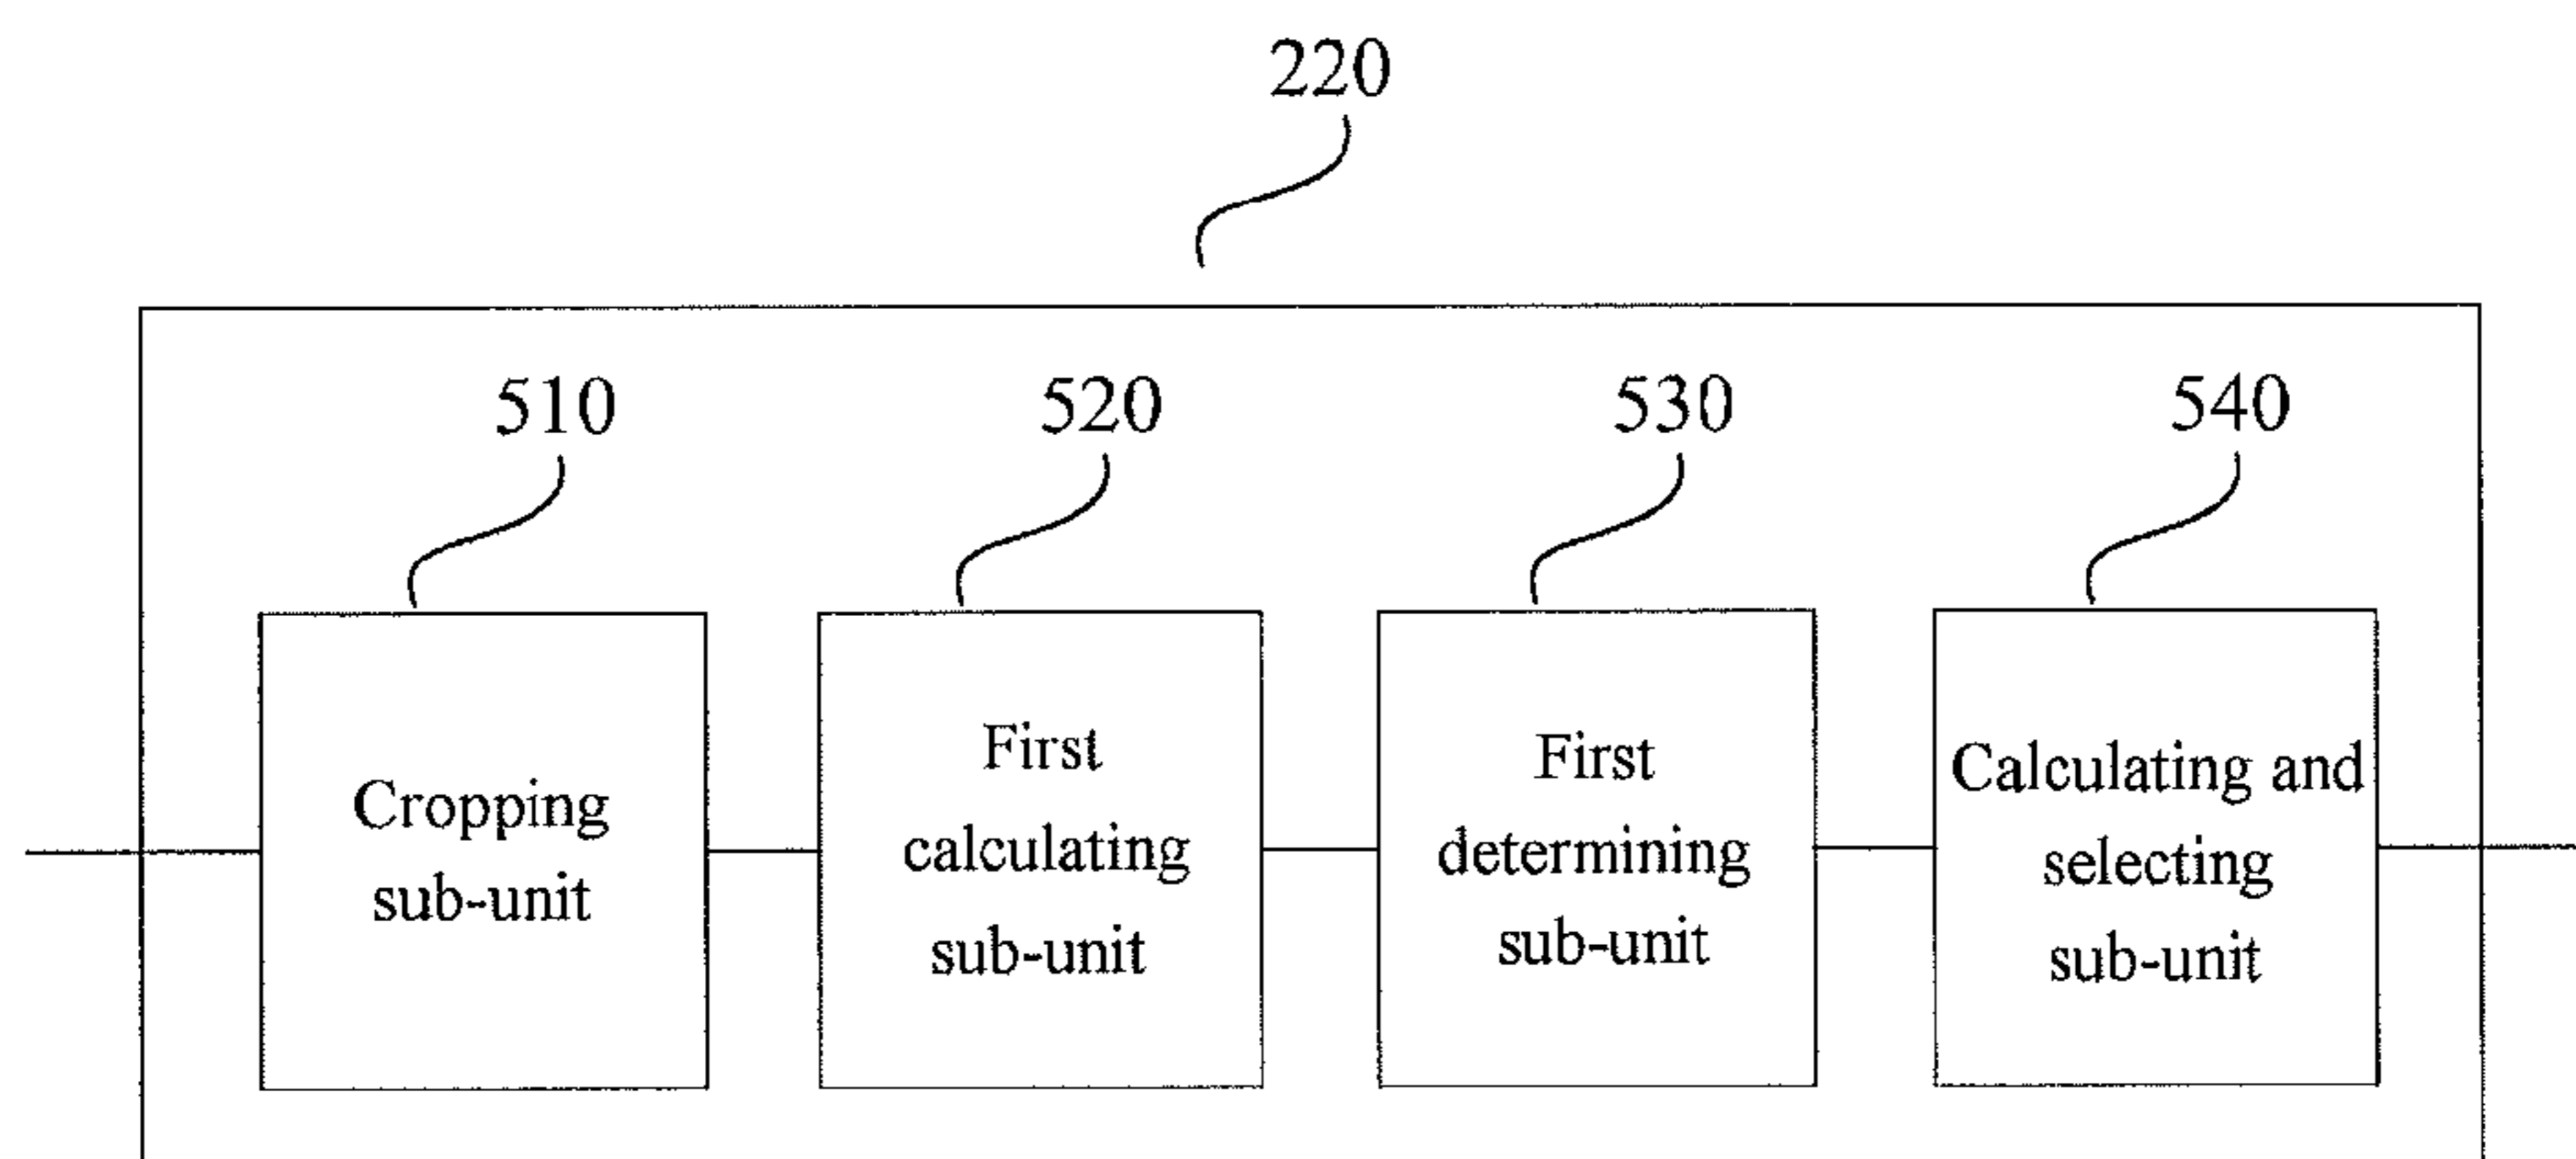 220
510
520
530
540
Cropping
sub-unit
First
calculating
sub-unit
First
determining
sub-unit
Calculating and
selecting
sub-unit